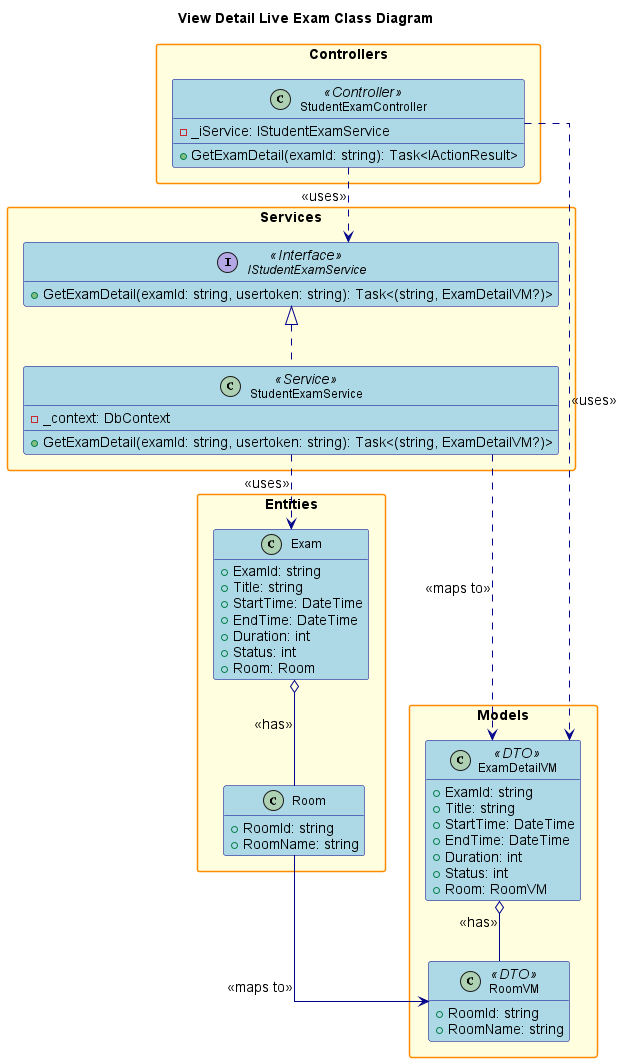 View Detail Live Exam Class Diagram
Controllers
C
«Controller»
StudentExamController
_iService: IStudentExamService
GetExamDetail(examId: string): Task<IActionResult>
«uses»
Services
I
«Interface»
IStudentExamService
GetExamDetail(examId: string, usertoken: string): Task<(string, ExamDetailVM?)>
C
«Service»
StudentExamService
_context: DbContext
GetExamDetail(examId: string, usertoken: string): Task<(string, ExamDetailVM?)>
«uses»
«uses»
Entities
C
Exam
ExamId: string
Title: string
StartTime: DateTime
EndTime: DateTime
Duration: int
Status: int
Room: Room
«maps to»
«has»
C
Room
RoomId: string
RoomName: string
Models
C
«DTO»
ExamDetailVM
ExamId: string
Title: string
StartTime: DateTime
EndTime: DateTime
Duration: int
Status: int
Room: RoomVM
«has»
«maps to»
C
«DTO»
RoomVM
RoomId: string
RoomName: string